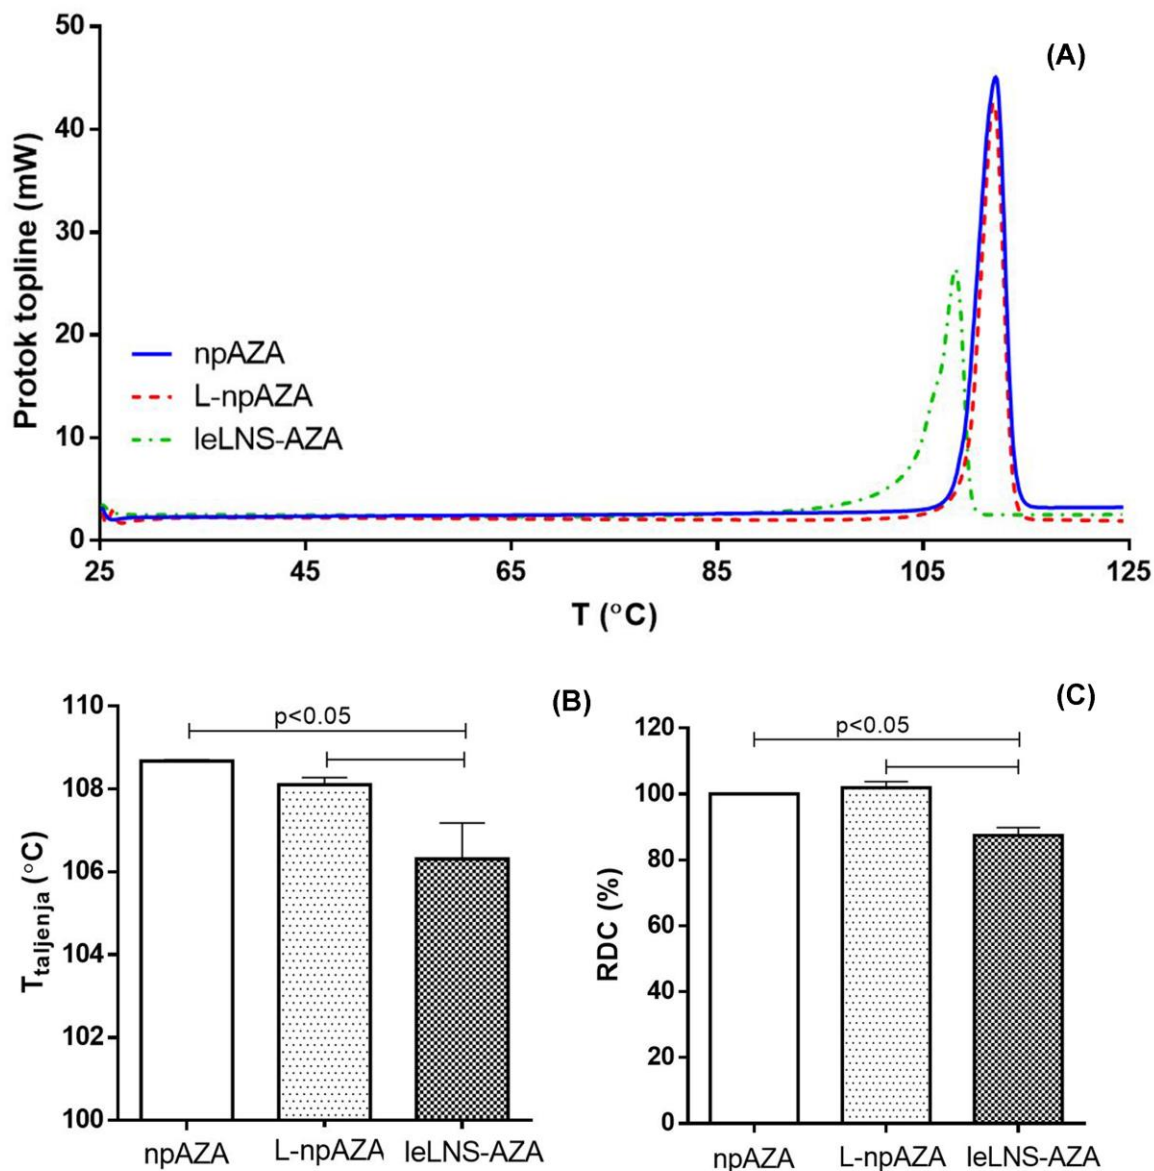 (A)
Protok topline (mW)
50
40
30
20
10
0
npAZA
L-npAZA
leLNS-AZA
25 45 65 85 105 125
T (°C)
(B)
T taljenja (°C)
110
108
106
104
102
100
p<0.05
npAZA L-npAZA leLNS-AZA
(C)
RDC (%)
120
100
80
60
40
20
0
p<0.05
npAZA L-npAZA leLNS-AZA